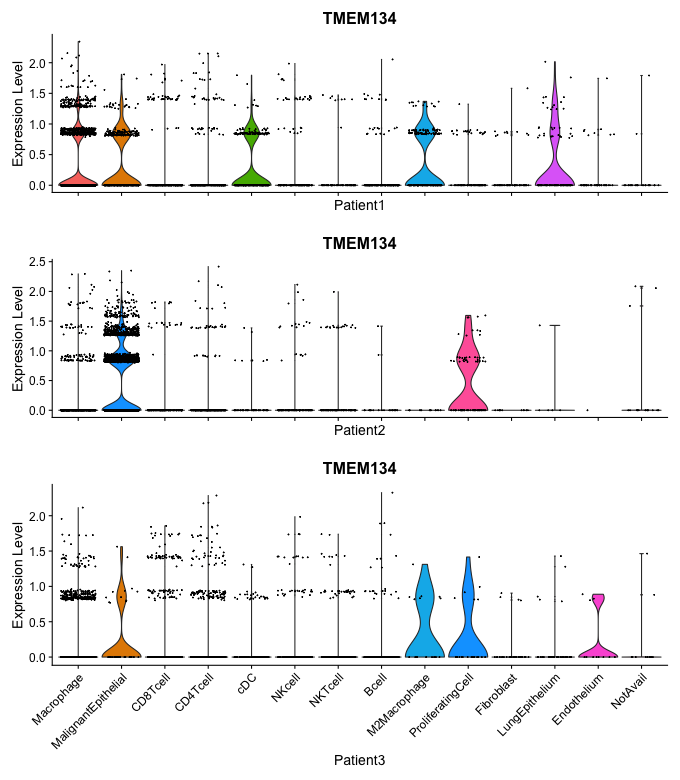 TMEM134
Expression Level
2.0
1.5
1.0
0.5
0.0
Patient1
TMEM134
Expression Level
2.5
2.0
1.5
1.0
0.5
0.0
Patient2
TMEM134
Expression Level
2.0
1.5
1.0
0.5
0.0
Macrophage
MalignantEpithelial
CD8Tcell
CD4Tcell
cDC
NKcell
NKTcell
Bcell
M2Macrophage
ProliferatingCell
Fibroblast
LungEpithelium
Endothelium
NotAvail
Patient3